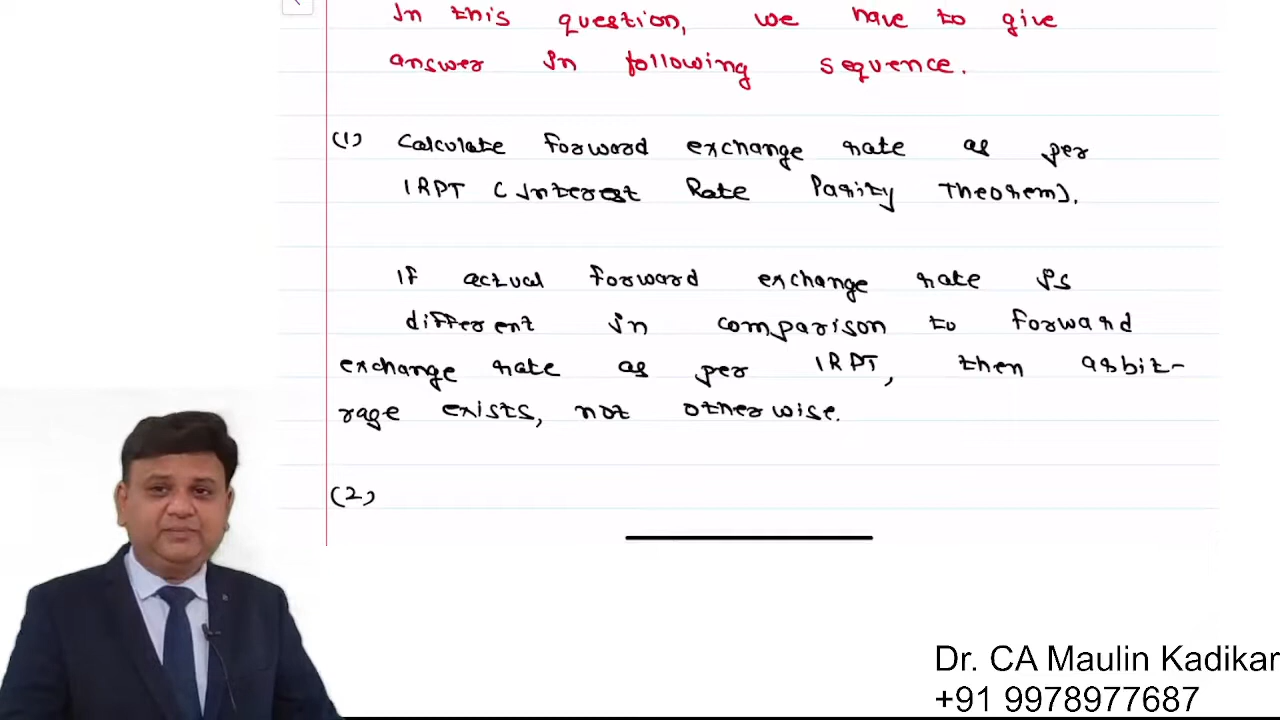 In this question, we have to give
answer in following sequence.
(1) Calculate forward exchange rate as per
IRPT (Interest Rate Parity Theorem).
If actual forward exchange rate is
different in comparison to forward
exchange rate as per IRPT, then arbit-
rage exists, not otherwise.
(2)
Dr. CA Maulin Kadikar
+91 9978977687